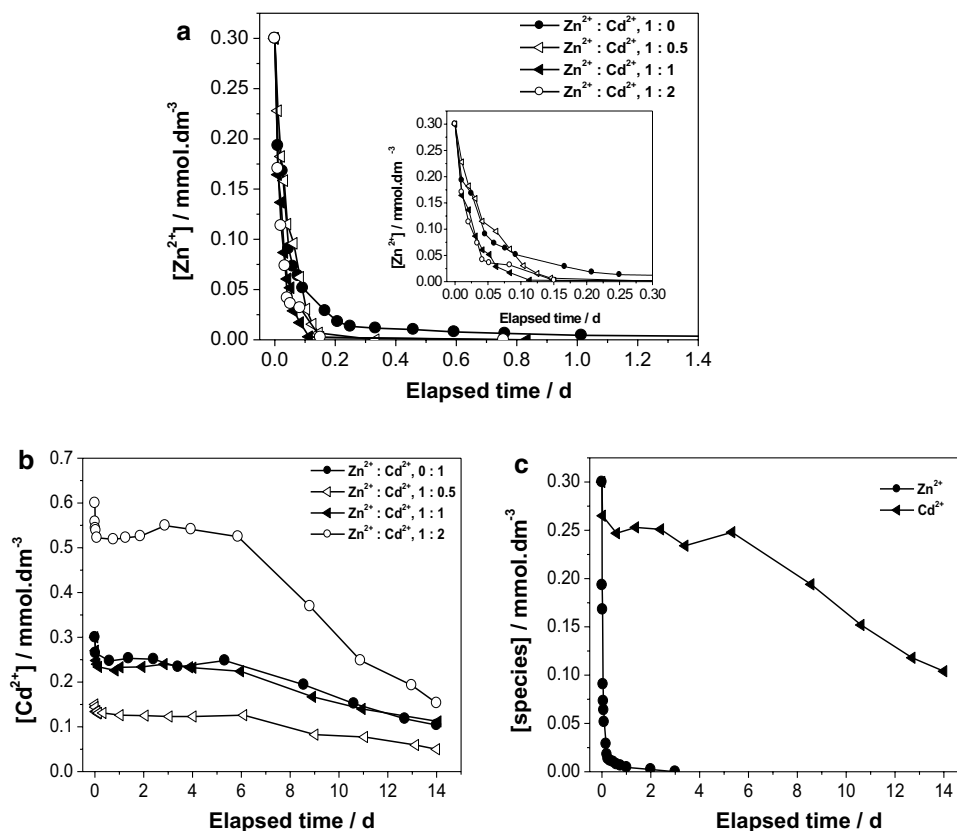 a
Zn²⁺ : Cd²⁺, 1 : 0
Zn²⁺ : Cd²⁺, 1 : 0.5
Zn²⁺ : Cd²⁺, 1 : 1
Zn²⁺ : Cd²⁺, 1 : 2
[Zn²⁺] / mmol.dm⁻³
0.30
0.25
0.20
0.15
0.10
0.05
0.00
0.0 0.2 0.4 0.6 0.8 1.0 1.2 1.4
Elapsed time / d
[Zn²⁺] / mmol.dm⁻³
0.30
0.25
0.20
0.15
0.10
0.05
0.00
0.00 0.05 0.10 0.15 0.20 0.25 0.30
Elapsed time / d
b
Zn²⁺ : Cd²⁺, 0 : 1
Zn²⁺ : Cd²⁺, 1 : 0.5
Zn²⁺ : Cd²⁺, 1 : 1
Zn²⁺ : Cd²⁺, 1 : 2
[Cd²⁺] / mmol.dm⁻³
0.7
0.6
0.5
0.4
0.3
0.2
0.1
0.0
0 2 4 6 8 10 12 14
Elapsed time / d
c
Zn²⁺
Cd²⁺
[species] / mmol.dm⁻³
0.30
0.25
0.20
0.15
0.10
0.05
0.00
0 2 4 6 8 10 12 14
Elapsed time / d